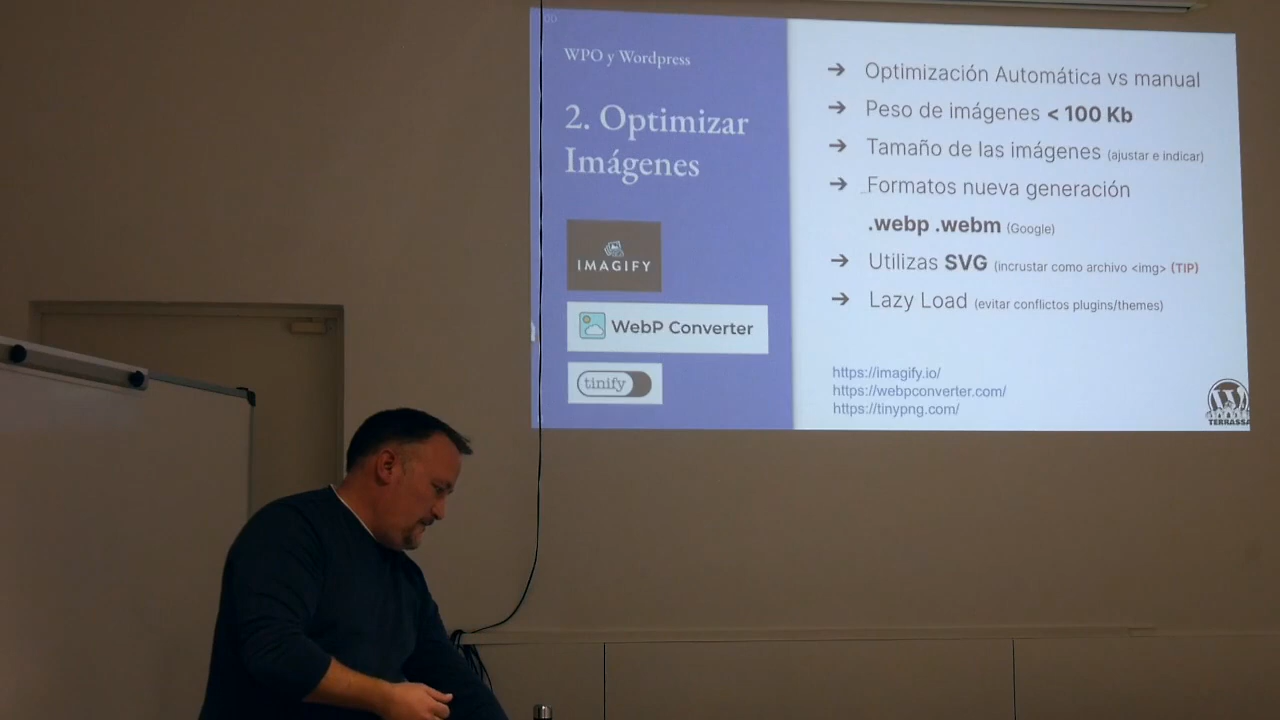 WPO y Wordpress
2. Optimizar
Imágenes
IMAGIFY
WebP Converter
tinify
➔ Optimización Automática vs manual
➔ Peso de imágenes < 100 Kb
➔ Tamaño de las imágenes (ajustar e indicar)
➔ Formatos nueva generación
.webp .webm (Google)
➔ Utilizas SVG (incrustar como archivo <img> (TIP)
➔ Lazy Load (evitar conflictos plugins/themes)
https://imagify.io/
https://webpconverter.com/
https://tinypng.com/
TERRASSA